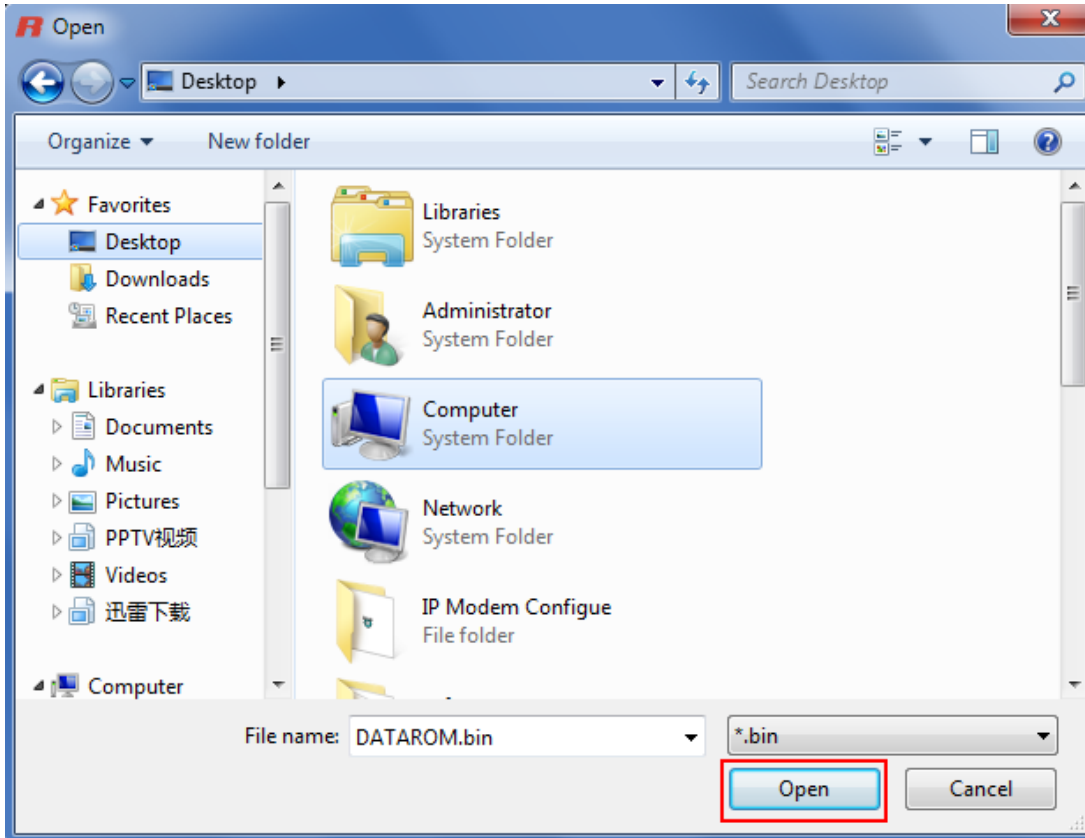 Open
Desktop
Search Desktop
Organize
New folder
Favorites
Desktop
Downloads
Recent Places
Libraries
Documents
Music
Pictures
PPTV视频
Videos
迅雷下载
Computer
Libraries
System Folder
Administrator
System Folder
Computer
System Folder
Network
System Folder
IP Modem Configue
File folder
File name:
DATAROM.bin
*.bin
Open
Cancel